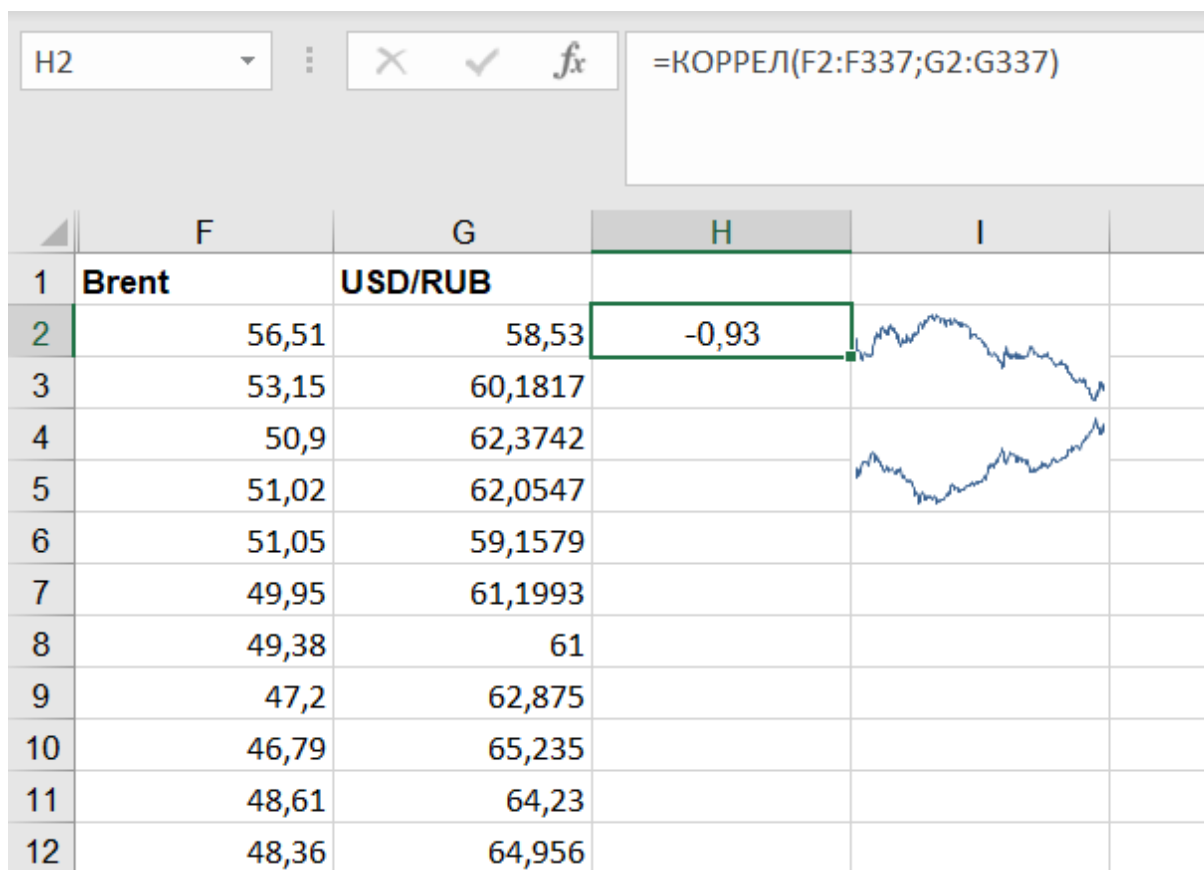 H2 fx =КОРРЕЛ(F2:F337;G2:G337)
F G H I
1 Brent USD/RUB
2 56,51 58,53 -0,93
3 53,15 60,1817
4 50,9 62,3742
5 51,02 62,0547
6 51,05 59,1579
7 49,95 61,1993
8 49,38 61
9 47,2 62,875
10 46,79 65,235
11 48,61 64,23
12 48,36 64,956